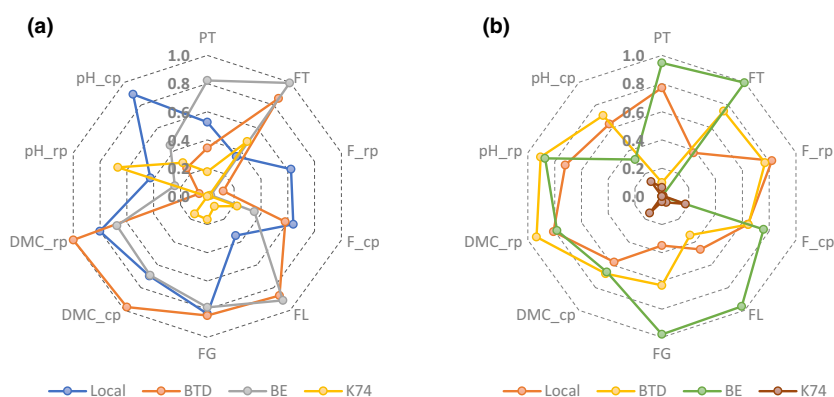 (a)
PT
FT
F_rp
F_cp
FL
FG
DMC_cp
DMC_rp
pH_rp
pH_cp
1.0
0.8
0.6
0.4
0.2
0.0
Local BTD BE K74
(b)
PT
FT
F_rp
F_cp
FL
FG
DMC_cp
DMC_rp
pH_rp
pH_cp
1.0
0.8
0.6
0.4
0.2
0.0
Local BTD BE K74